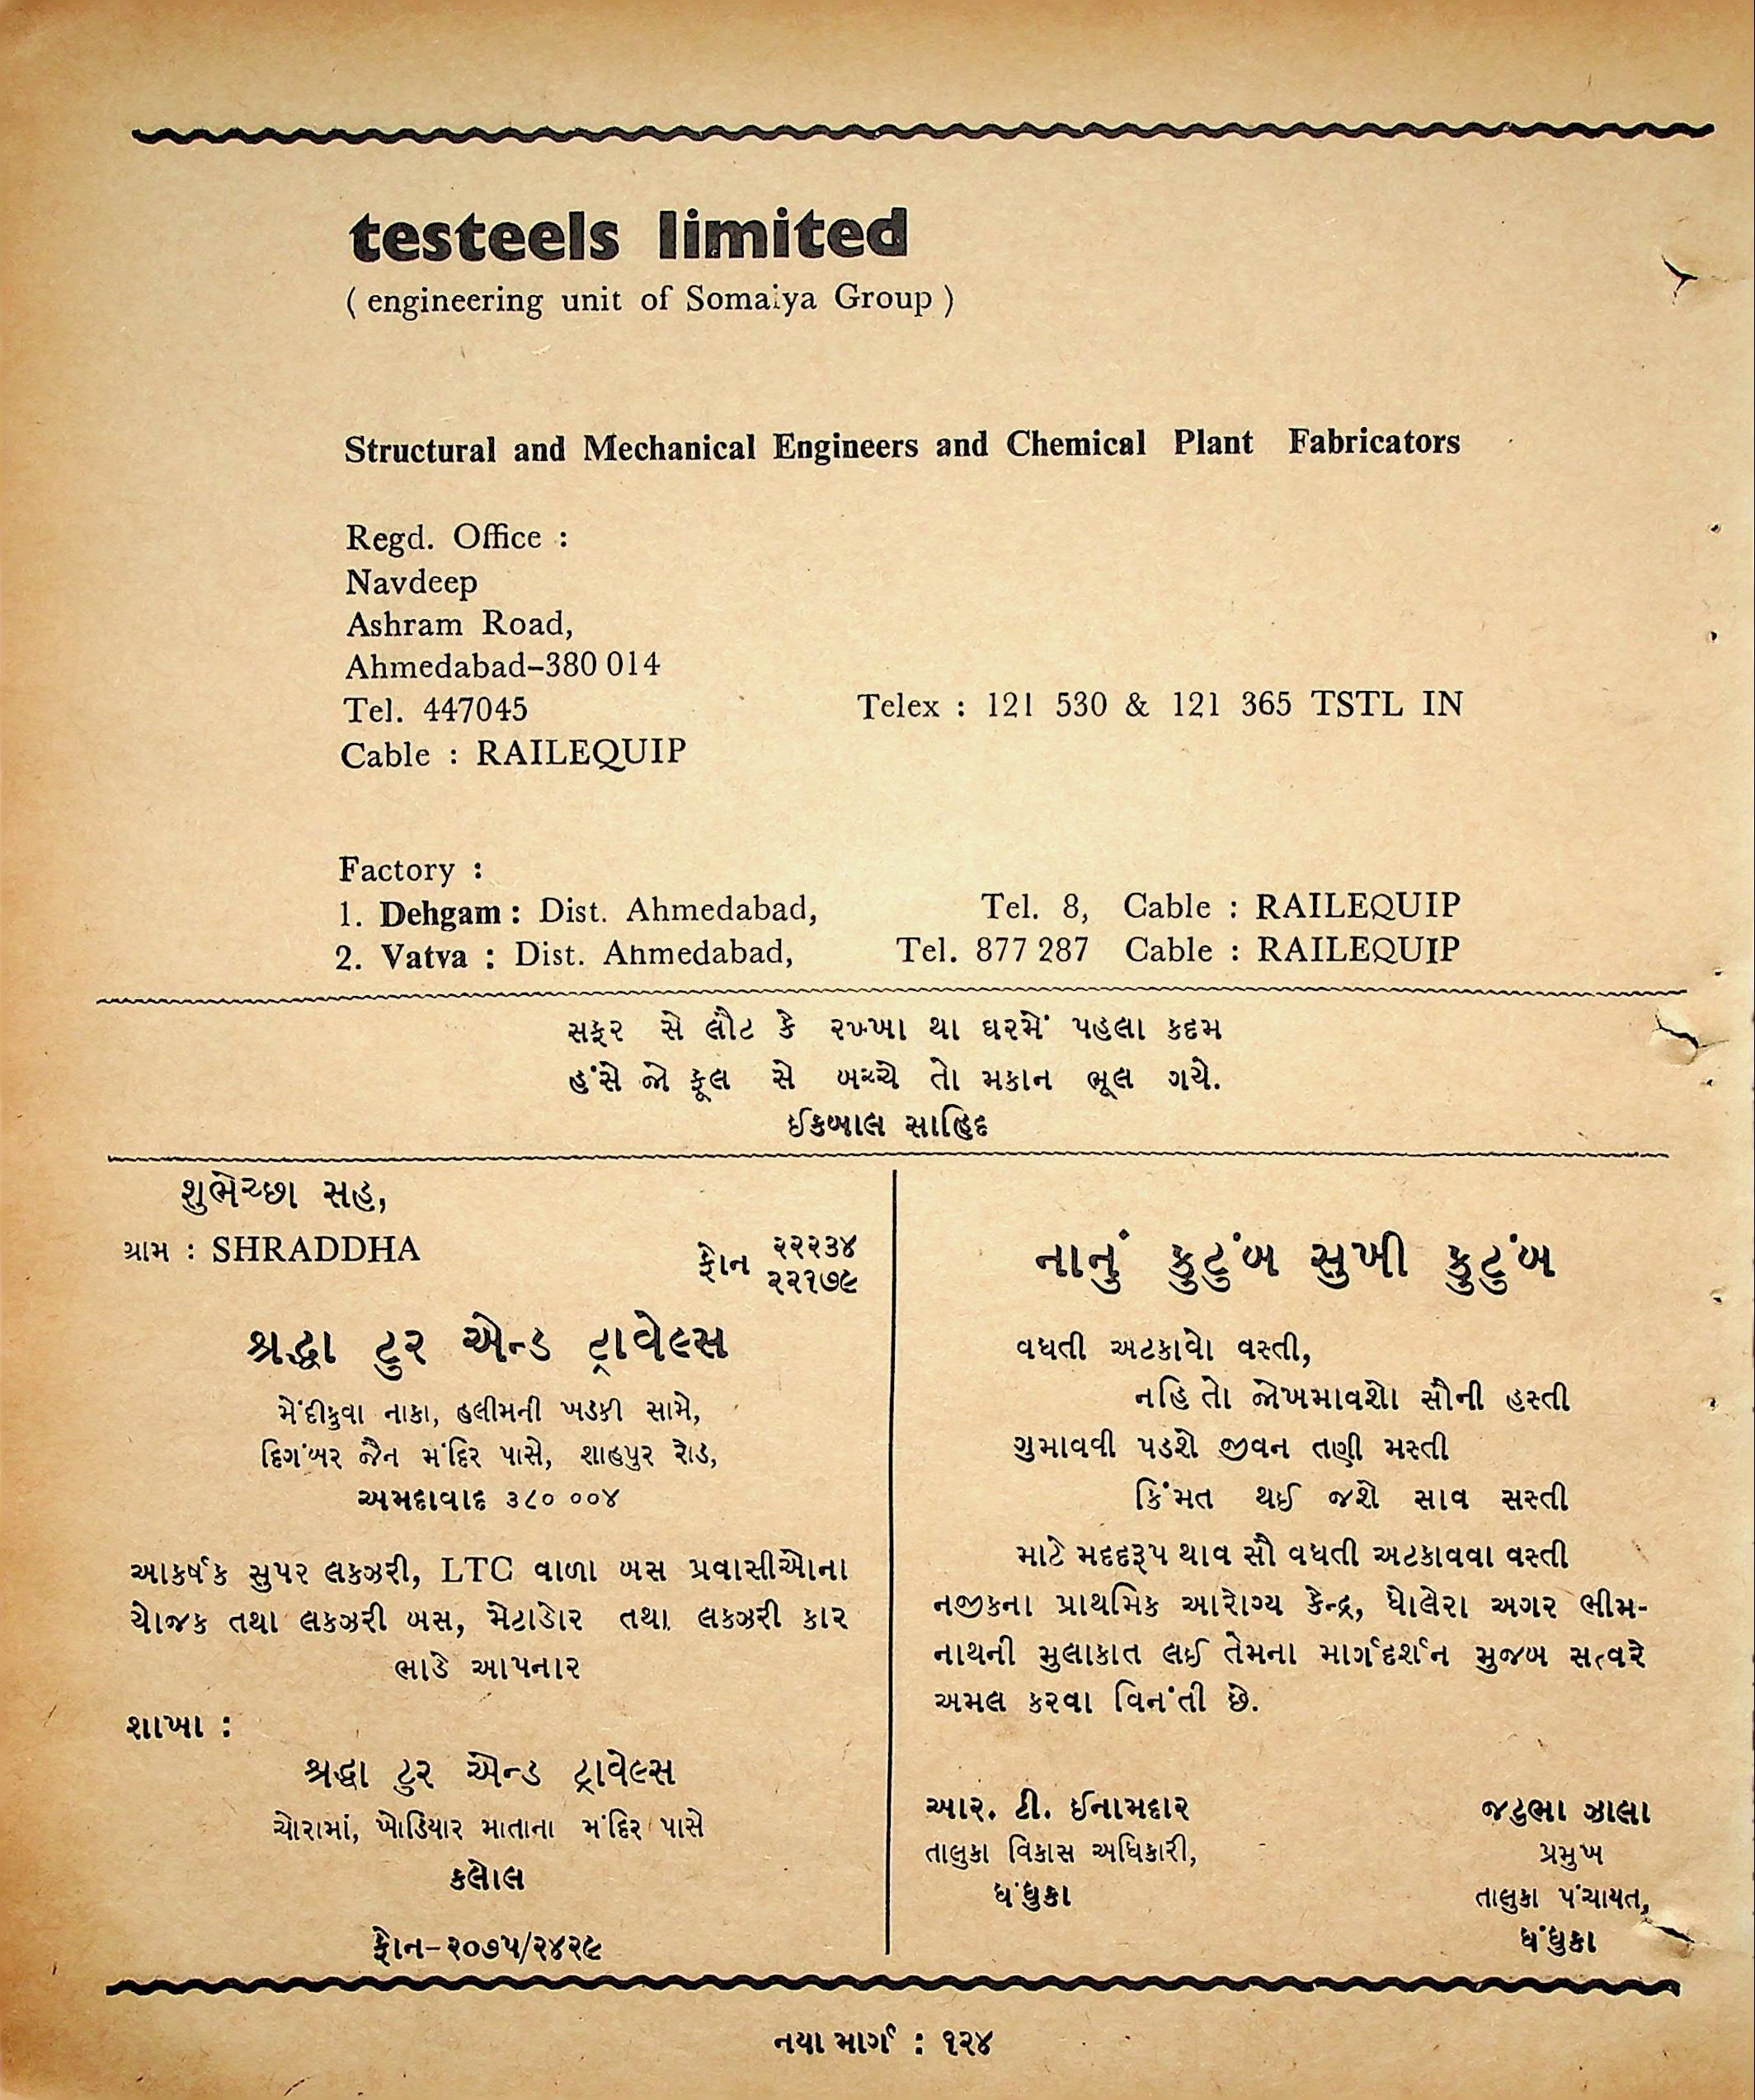 testeels limited
( engineering unit of Somaiya Group )
Structural and Mechanical Engineers and Chemical Plant Fabricators
Regd. Office :
Navdeep
Ashram Road,
Ahmedabad–380 014
Tel. 447045 Telex : 121 530 & 121 365 TSTL IN
Cable : RAILEQUIP
Factory :
1. Dehgam : Dist. Ahmedabad, Tel. 8, Cable : RAILEQUIP
2. Vatva : Dist. Ahmedabad, Tel. 877 287 Cable : RAILEQUIP
સફર સે લૌટ કે રખ્ખા થા ઘરમેં પહલા કદમ
હંસે જો ફૂલ સે બચ્ચે તો મકાન ભૂલ ગયે.
ઈકબાલ સાહિદ
શુભેચ્છા સહ,
ગ્રામ : SHRADDHA ફોન ૨૨૨૩૪
૨૨૧૭૯
શ્રદ્ધા ટુર એન્ડ ટ્રાવેલ્સ
મેંદીકુવા નાકા, હલીમની ખડકી સામે,
દિગંબર જૈન મંદિર પાસે, શાહપુર રોડ,
અમદાવાદ ૩૮૦ ૦૦૪
આકર્ષક સુપર લકઝરી, LTC વાળા બસ પ્રવાસીઓના
યોજક તથા લકઝરી બસ, મેટાડોર તથા લકઝરી કાર
ભાડે આપનાર
શાખા :
શ્રદ્ધા ટુર એન્ડ ટ્રાવેલ્સ
ચોરામાં, ખોડિયાર માતાના મંદિર પાસે
કલોલ
ફોન–૨૦૭૫/૨૪૨૯
નાનું કુટુંબ સુખી કુટુંબ
વધતી અટકાવો વસ્તી,
નહિ તો જોખમાવશો સૌની હસ્તી
ગુમાવવી પડશે જીવન તણી મસ્તી
કિંમત થઈ જશે સાવ સસ્તી
માટે મદદરૂપ થાવ સૌ વધતી અટકાવવા વસ્તી
નજીકના પ્રાથમિક આરોગ્ય કેન્દ્ર, ધોલેરા અગર ભીમ-
નાથની મુલાકાત લઈ તેમના માર્ગદર્શન મુજબ સત્વરે
અમલ કરવા વિનંતી છે.
આર. ટી. ઈનામદાર
તાલુકા વિકાસ અધિકારી,
ધંધુકા
જટુભા ઝાલા
પ્રમુખ
તાલુકા પંચાયત,
ધંધુકા
નયા માર્ગ : ૧૨૪